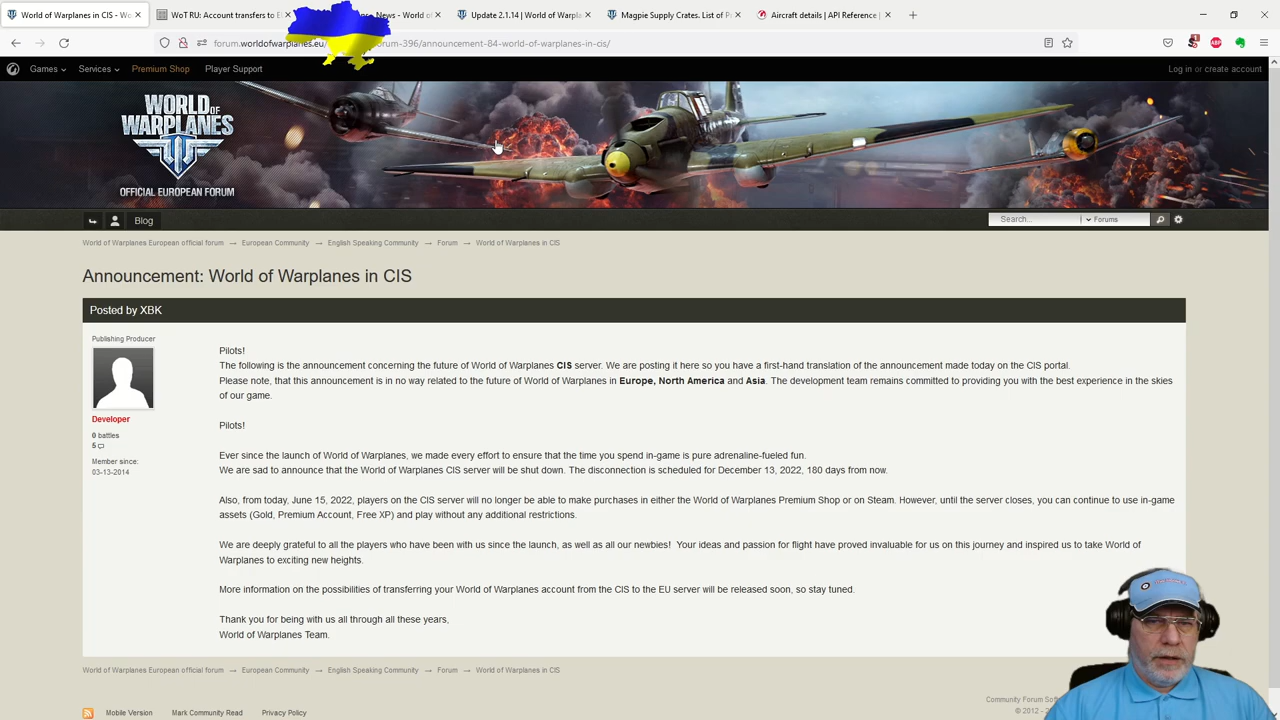 World of Warplanes in CIS - Wo
WoT RU: Account transfers to E
News - World of
Update 2.1.14 | World of Warpla
Magpie Supply Crates. List of P
Aircraft details | API Reference |
forum.worldofwarplanes.eu
forum-396/announcement-84-world-of-warplanes-in-cis/
Games Services Premium Shop Player Support
Log in or create account
WORLD OF
WARPLANES
OFFICIAL EUROPEAN FORUM
Blog
Search... Forums
World of Warplanes European official forum → European Community → English Speaking Community → Forum → World of Warplanes in CIS
Announcement: World of Warplanes in CIS
Posted by XBK
Publishing Producer
Developer
0 battles
5
Member since:
03-13-2014
Pilots!
The following is the announcement concerning the future of World of Warplanes CIS server. We are posting it here so you have a first-hand translation of the announcement made today on the CIS portal.
Please note, that this announcement is in no way related to the future of World of Warplanes in Europe, North America and Asia. The development team remains committed to providing you with the best experience in the skies
of our game.
Pilots!
Ever since the launch of World of Warplanes, we made every effort to ensure that the time you spend in-game is pure adrenaline-fueled fun.
We are sad to announce that the World of Warplanes CIS server will be shut down. The disconnection is scheduled for December 13, 2022, 180 days from now.
Also, from today, June 15, 2022, players on the CIS server will no longer be able to make purchases in either the World of Warplanes Premium Shop or on Steam. However, until the server closes, you can continue to use in-game
assets (Gold, Premium Account, Free XP) and play without any additional restrictions.
We are deeply grateful to all the players who have been with us since the launch, as well as all our newbies! Your ideas and passion for flight have proved invaluable for us on this journey and inspired us to take World of
Warplanes to exciting new heights.
More information on the possibilities of transferring your World of Warplanes account from the CIS to the EU server will be released soon, so stay tuned.
Thank you for being with us all through all these years,
World of Warplanes Team.
World of Warplanes European official forum → European Community → English Speaking Community → Forum → World of Warplanes in CIS
Mobile Version Mark Community Read Privacy Policy
Community Forum
© 2012 -